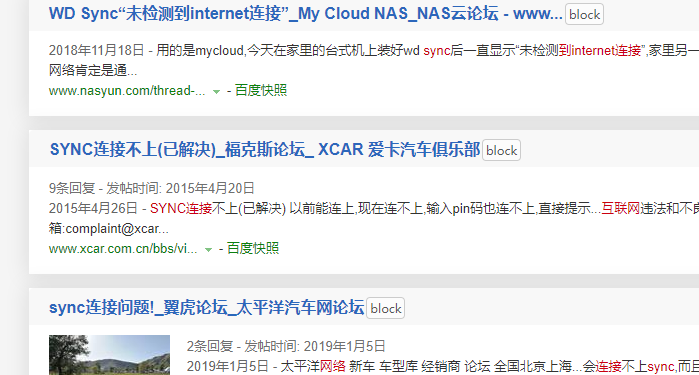 WD Sync“未检测到internet连接”_My Cloud NAS_NAS云论坛 - www... block
2018年11月18日 - 用的是mycloud,今天在家里的台式机上装好wd sync后一直显示“未检测到internet连接”,家里另一
网络肯定是通...
www.nasyun.com/thread-... - 百度快照
SYNC连接不上(已解决)_福克斯论坛_ XCAR 爱卡汽车俱乐部 block
9条回复 - 发帖时间: 2015年4月20日
2015年4月26日 - SYNC连接不上(已解决) 以前能连上,现在连不上,输入pin码也连不上,直接提示...互联网违法和不良
箱:complaint@xcar...
www.xcar.com.cn/bbs/vi... - 百度快照
sync连接问题!_翼虎论坛_太平洋汽车网论坛 block
2条回复 - 发帖时间: 2019年1月5日
2019年1月5日 - 太平洋网络 新车 车型库 经销商 论坛 全国北京上海...会连接不上sync,而且